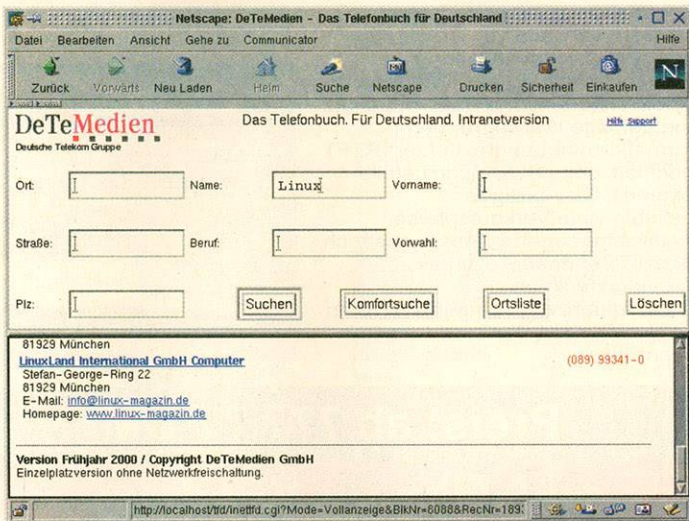 Netscape: DeTeMedien - Das Telefonbuch für Deutschland
Datei Bearbeiten Ansicht Gehe zu Communicator Hilfe
Zurück Vorwärts Neu Laden Heim Suche Netscape Drucken Sicherheit Einkaufen N
DeTeMedien Das Telefonbuch. Für Deutschland. Intranetversion Hilfe Support
Deutsche Telekom Gruppe
Ort: Name: Linux Vorname:
Straße: Beruf: Vorwahl:
Plz: Suchen Komfortsuche Ortsliste Löschen
81929 München
LinuxLand International GmbH Computer (089) 99341-0
Stefan-George-Ring 22
81929 München
E-Mail: info@linux-magazin.de
Homepage: www.linux-magazin.de
Version Frühjahr 2000 / Copyright DeTeMedien GmbH
Einzelplatzversion ohne Netzwerkfreischaltung.
http://localhost/tfd/inettfd.cgi?Mode=Vollanzeige&BlkNr=6088&RecNr=189